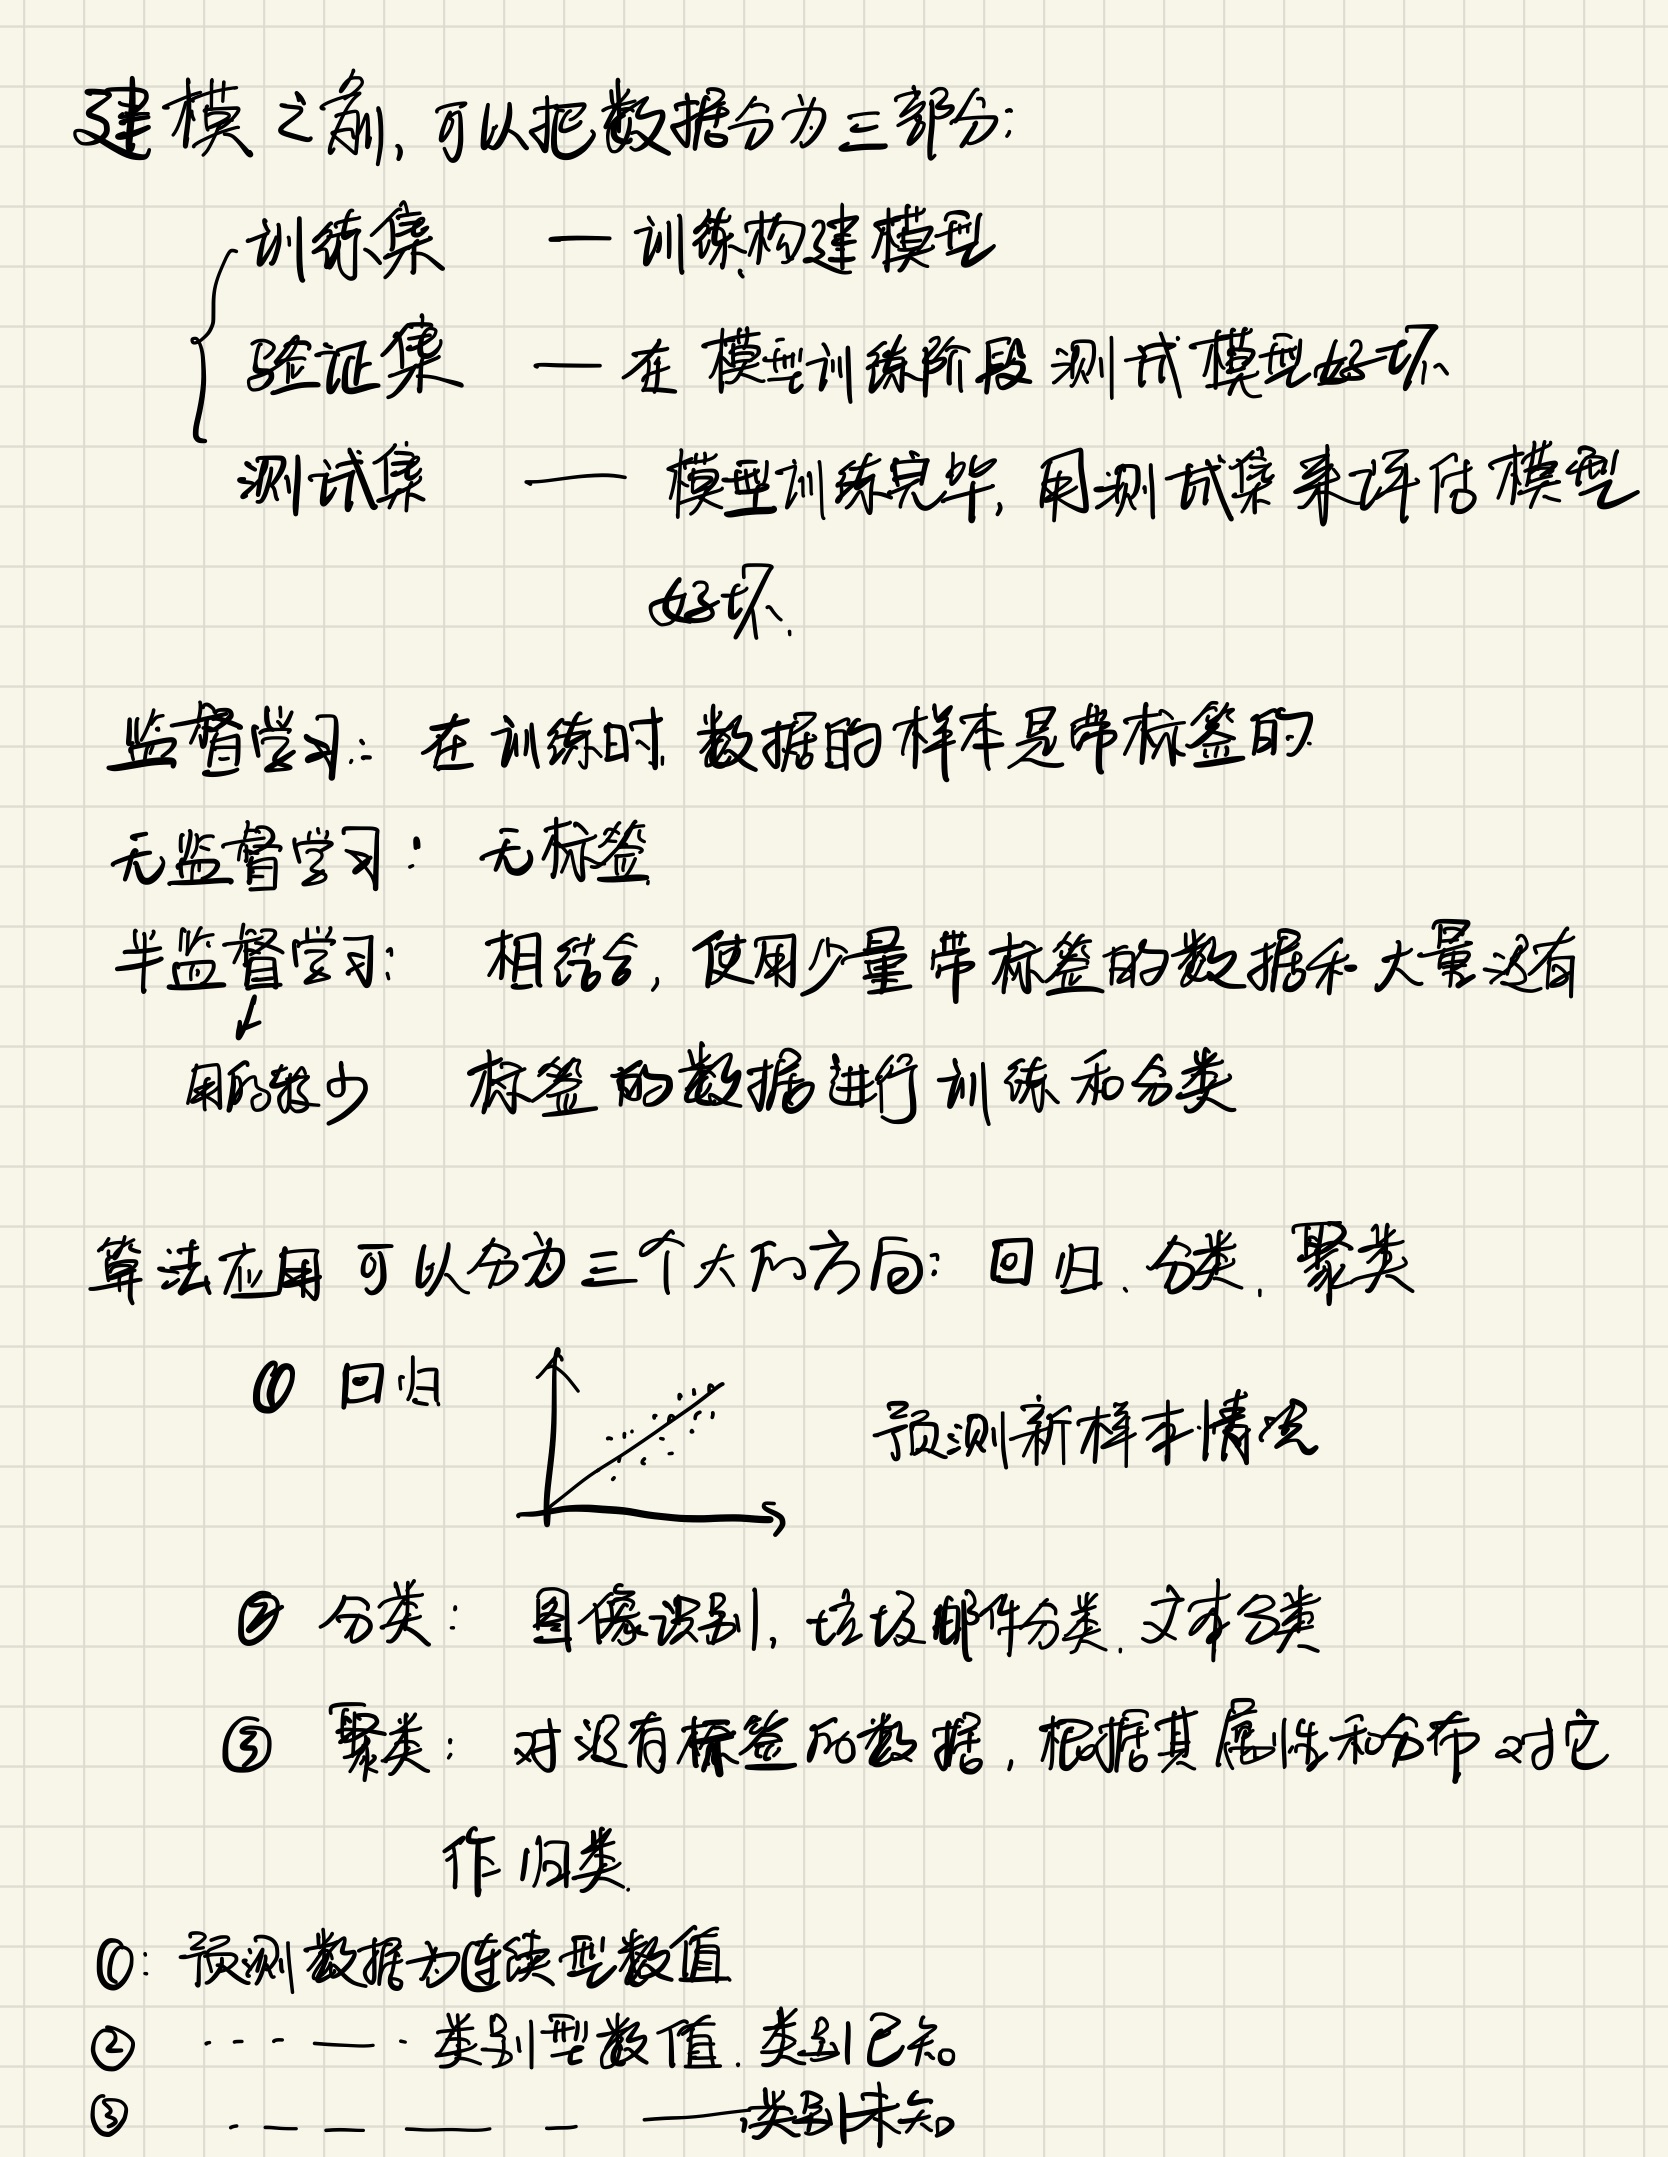 建模之前,可以把数据分为三部分:
训练集 — 训练,构建模型
验证集 — 在模型训练阶段测试模型好坏
测试集 — 模型训练完毕,用测试集来评估模型
好坏.
监督学习: 在训练时,数据的样本是带标签的
无监督学习: 无标签
半监督学习: 相结合,使用少量带标签的数据和大量没有
用的较少 标签的数据进行训练和分类
算法应用可以分为三个大的方向: 回归、分类、聚类
① 回归 预测新样本情况
② 分类: 图像识别,垃圾邮件分类、文本分类
③ 聚类: 对没有标签的数据,根据其属性和分布对它
作归类.
①: 预测数据为连续型数值
② - - - — - 类别型数值、类别已知。
③ - — — — — — 类别未知。